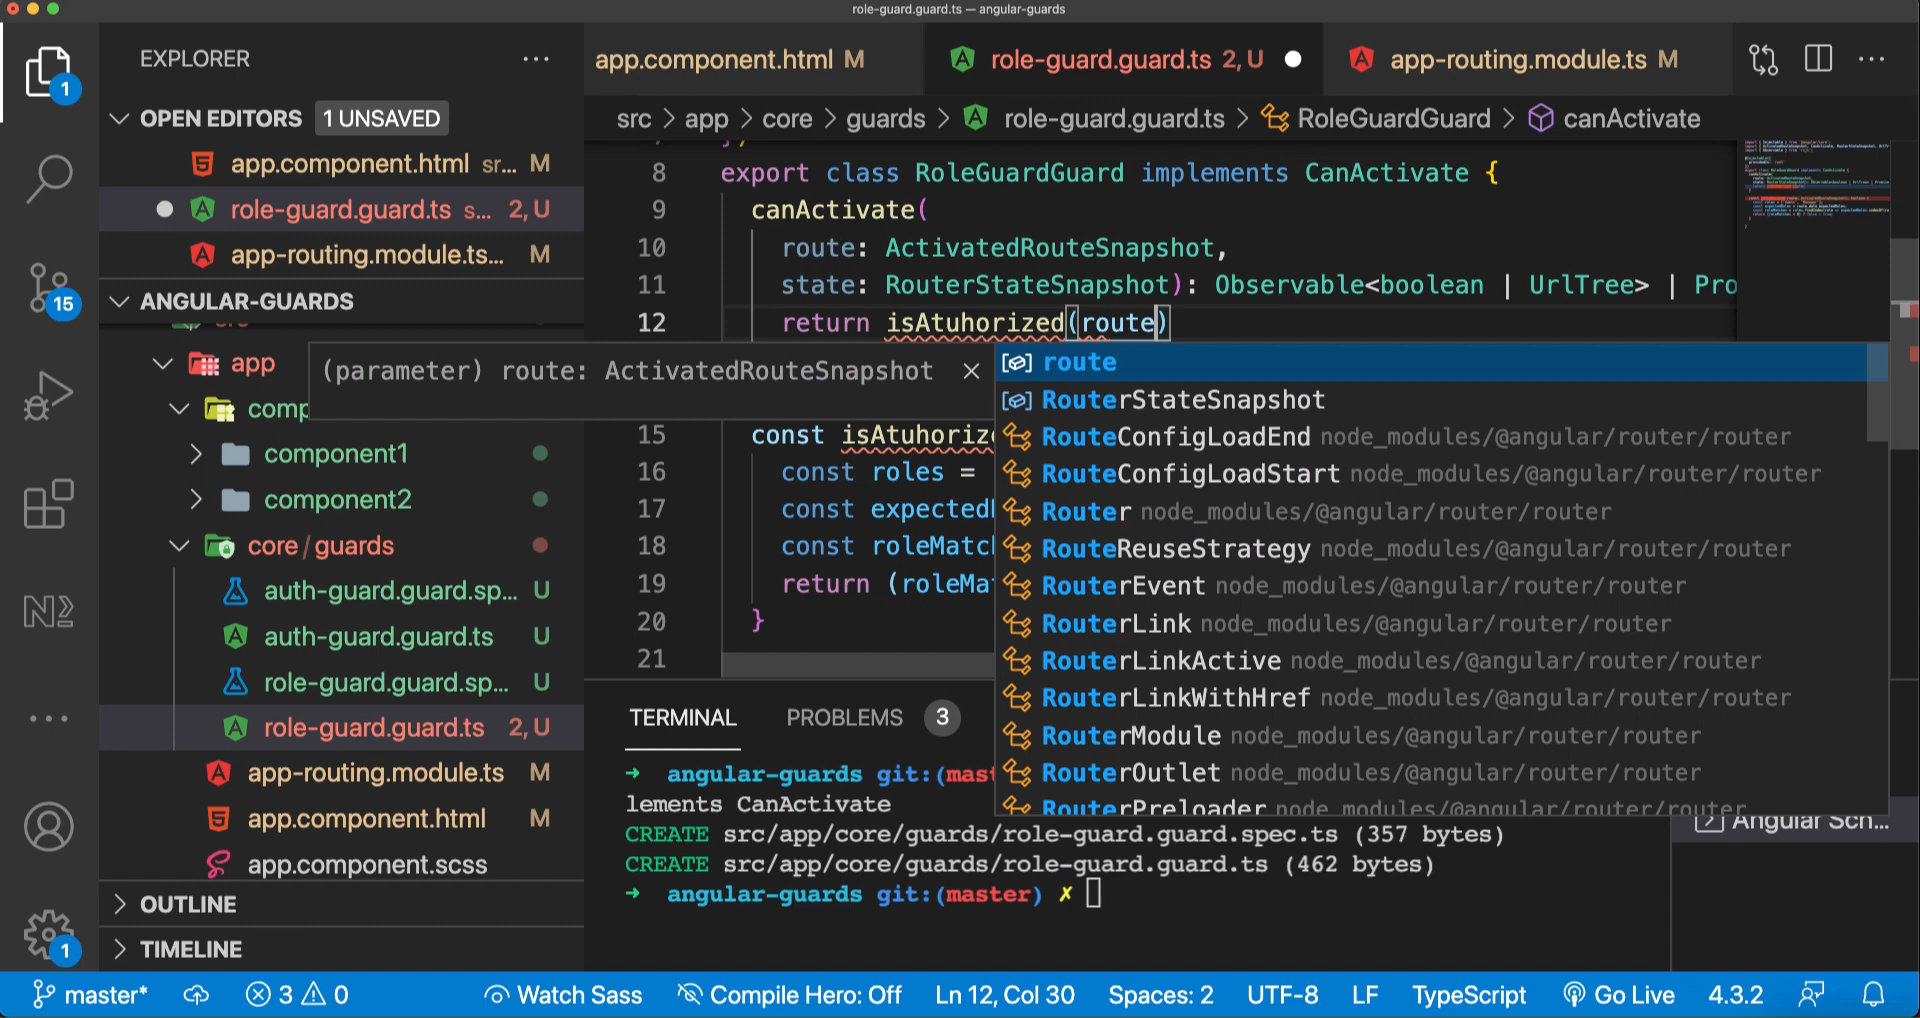 role-guard.guard.ts — angular-guards
EXPLORER
app.component.html M
role-guard.guard.ts 2, U
app-routing.module.ts M
1
OPEN EDITORS 1 UNSAVED
src > app > core > guards > role-guard.guard.ts > RoleGuardGuard > canActivate
app.component.html sr... M
role-guard.guard.ts s... 2, U
app-routing.module.ts... M
15
ANGULAR-GUARDS
app
component1
component2
core / guards
auth-guard.guard.sp... U
auth-guard.guard.ts U
role-guard.guard.sp... U
role-guard.guard.ts 2, U
app-routing.module.ts M
app.component.html M
app.component.scss
OUTLINE
TIMELINE
1
8 export class RoleGuardGuard implements CanActivate {
9 canActivate(
10 route: ActivatedRouteSnapshot,
11 state: RouterStateSnapshot): Observable<boolean | UrlTree> | Pro
12 return isAtuhorized(route)
(parameter) route: ActivatedRouteSnapshot
15 const isAtuhorize
16 const roles =
17 const expected
18 const roleMatc
19 return (roleMa
20 }
21
route
RouterStateSnapshot
RouteConfigLoadEnd node_modules/@angular/router/router
RouteConfigLoadStart node_modules/@angular/router/router
Router node_modules/@angular/router/router
RouteReuseStrategy node_modules/@angular/router/router
RouterEvent node_modules/@angular/router/router
RouterLink node_modules/@angular/router/router
RouterLinkActive node_modules/@angular/router/router
RouterLinkWithHref node_modules/@angular/router/router
RouterModule node_modules/@angular/router/router
RouterOutlet node_modules/@angular/router/router
RouterPreloader node_modules/@angular/router/router
TERMINAL PROBLEMS 3
➜ angular-guards git:(mast
lements CanActivate
CREATE src/app/core/guards/role-guard.guard.spec.ts (357 bytes)
CREATE src/app/core/guards/role-guard.guard.ts (462 bytes)
➜ angular-guards git:(master) ✗
Angular Sch...
master* 3 0 Watch Sass Compile Hero: Off Ln 12, Col 30 Spaces: 2 UTF-8 LF TypeScript Go Live 4.3.2